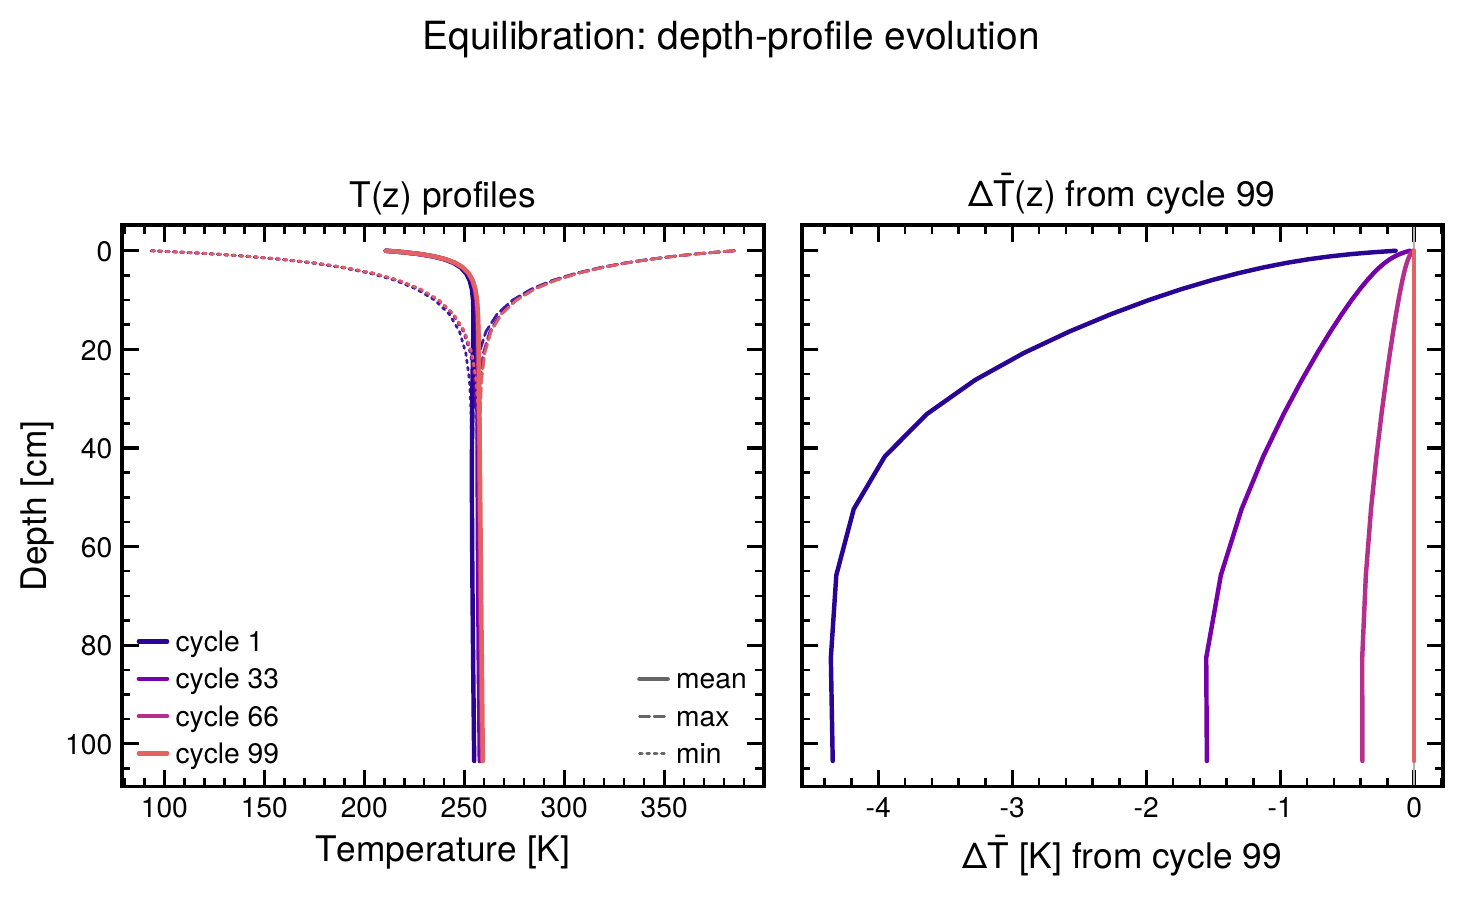 Equilibration: depth-profile evolution
T(z) profiles
ΔT̄(z) from cycle 99
Depth [cm]
0
20
40
60
80
100
cycle 1
cycle 33
cycle 66
cycle 99
mean
max
min
100
150
200
250
300
350
Temperature [K]
-4
-3
-2
-1
0
ΔT̄ [K] from cycle 99